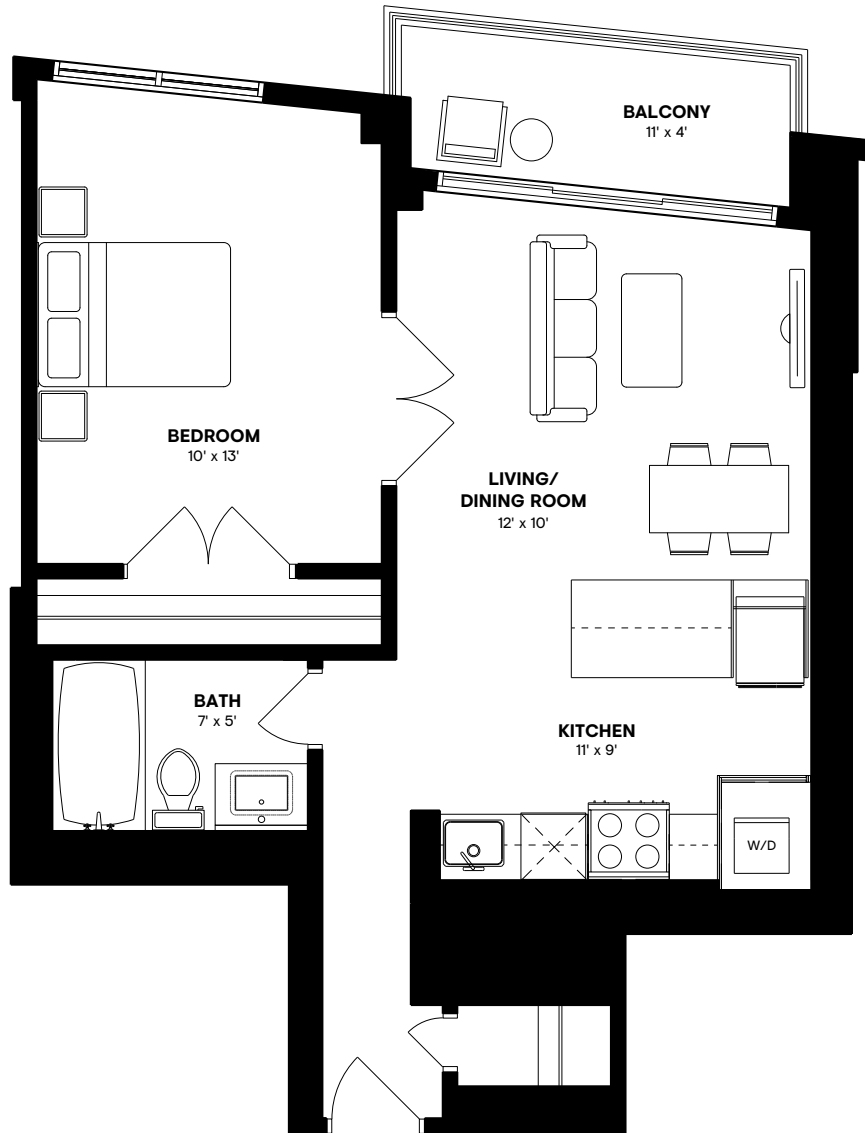 BALCONY
11' x 4'
BEDROOM
10' x 13'
LIVING/
DINING ROOM
12' x 10'
BATH
7' x 5'
KITCHEN
11' x 9'
W/D